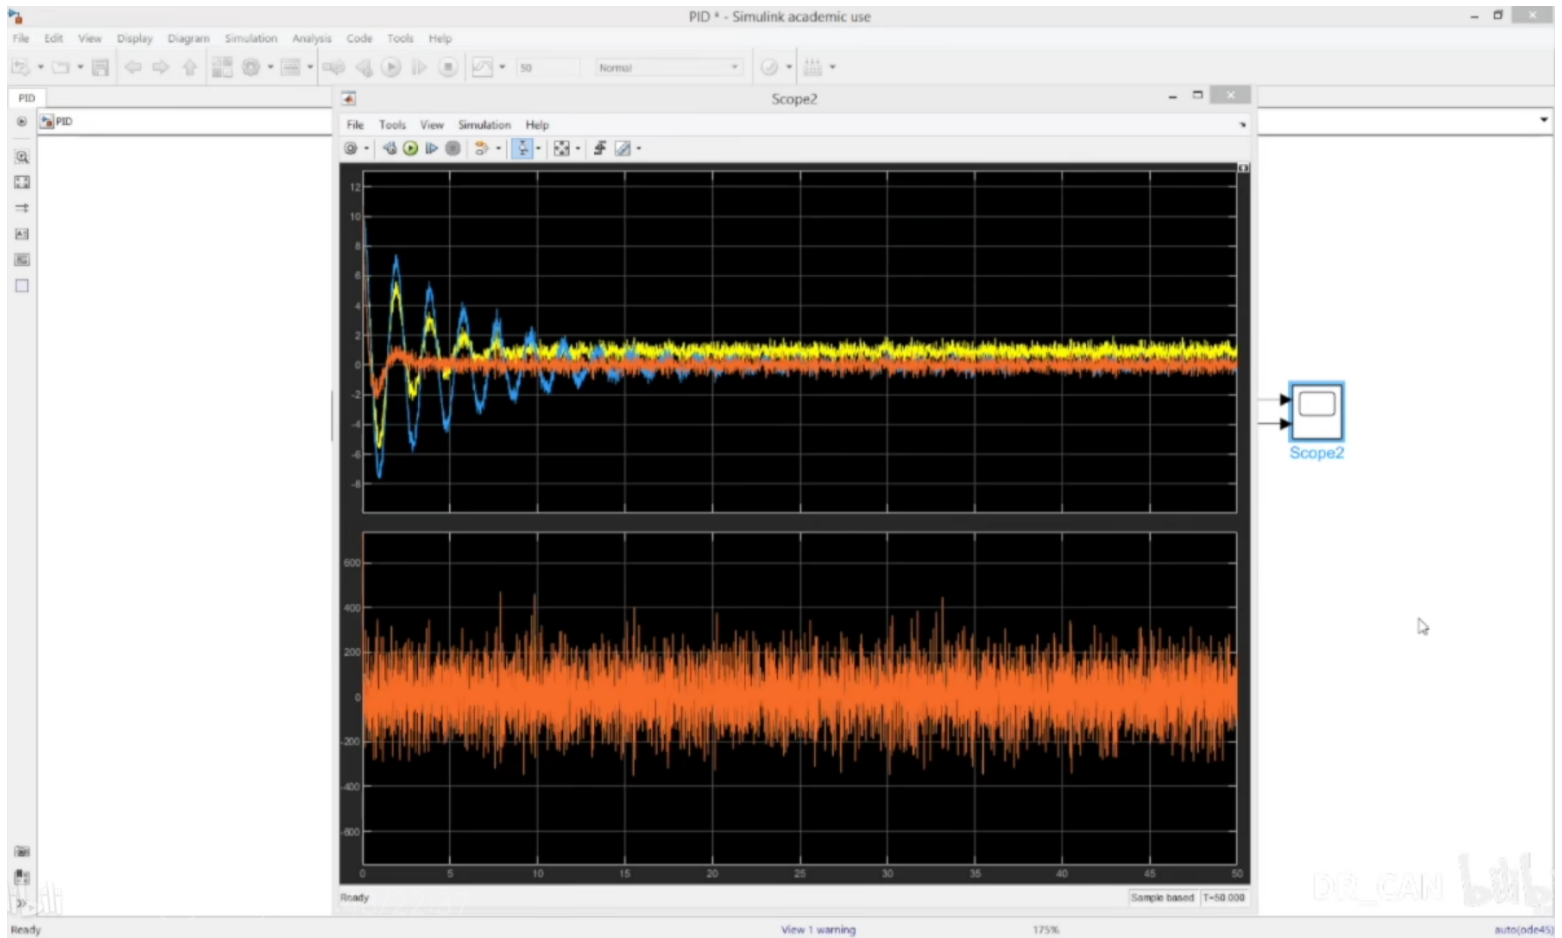 PID * - Simulink academic use
File Edit View Display Diagram Simulation Analysis Code Tools Help
50 Normal
PID
PID
Scope2
File Tools View Simulation Help
12
10
8
6
4
2
0
-2
-4
-6
-8
Scope2
600
400
200
0
-200
-400
-600
0 5 10 15 20 25 30 35 40 45 50
Ready Sample based T=50.000
DR_CAN bilibili
Ready View 1 warning 175% auto(ode45)